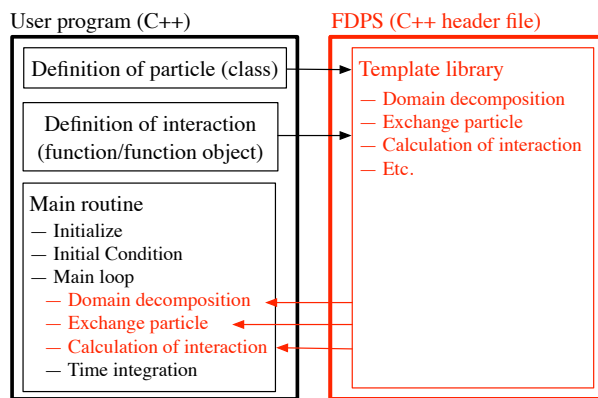 User program (C++)
Definition of particle (class)
Definition of interaction
(function/function object)
Main routine
— Initialize
— Initial Condition
— Main loop
— Domain decomposition
— Exchange particle
— Calculation of interaction
— Time integration
FDPS (C++ header file)
Template library
— Domain decomposition
— Exchange particle
— Calculation of interaction
— Etc.